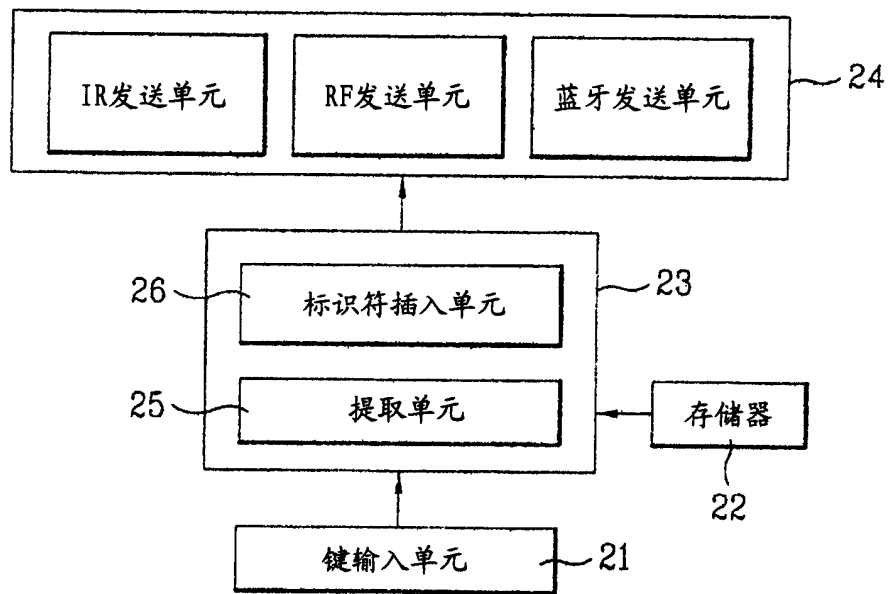 IR发送单元
RF发送单元
蓝牙发送单元
24
26
标识符插入单元
23
25
提取单元
存储器
22
键输入单元
21